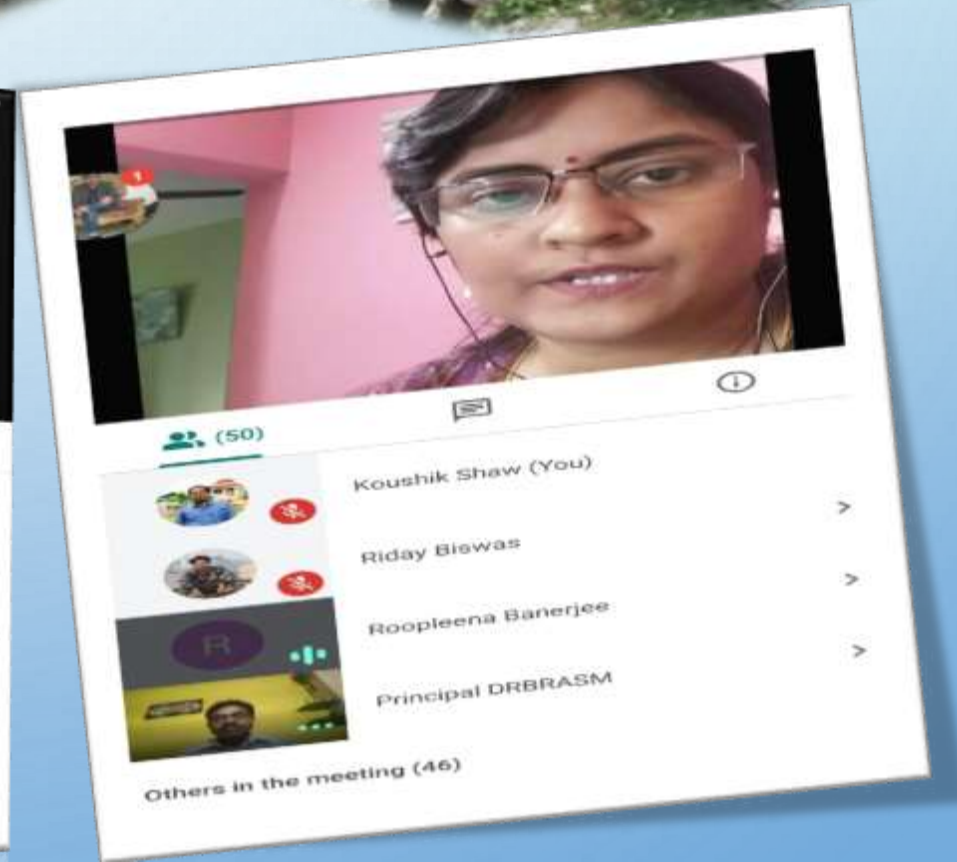 1
(50)
Koushik Shaw (You)
Riday Biswas
R
Roopleena Banerjee
Principal DRBRASM
Others in the meeting (46)